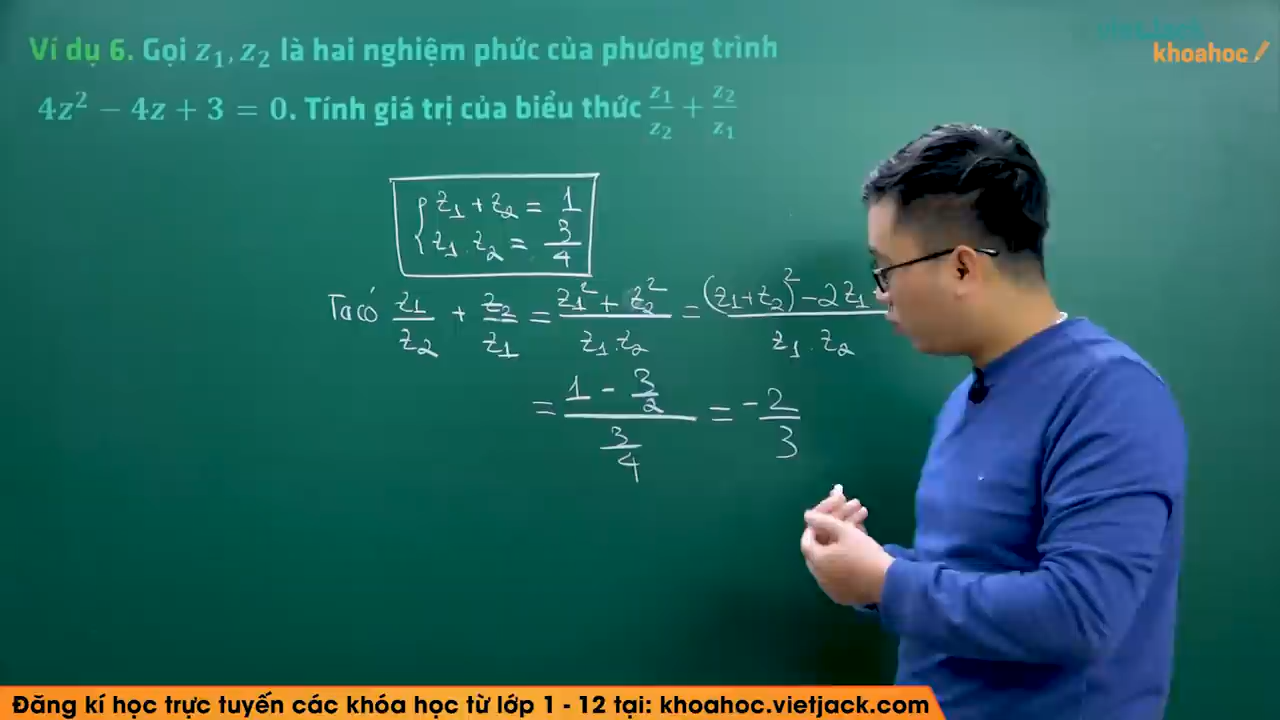 vietjack
khoahoc
Ví dụ 6. Gọi z₁, z₂ là hai nghiệm phức của phương trình
4z² − 4z + 3 = 0. Tính giá trị của biểu thức z₁/z₂ + z₂/z₁
{ z₁ + z₂ = 1
z₁ . z₂ = 3/4
Ta có z₁/z₂ + z₂/z₁ = (z₁² + z₂²)/(z₁ . z₂) = ((z₁+z₂)² − 2z₁)/(z₁ . z₂)
= (1 − 3/2)/(3/4) = −2/3
Đăng kí học trực tuyến các khóa học từ lớp 1 - 12 tại: khoahoc.vietjack.com